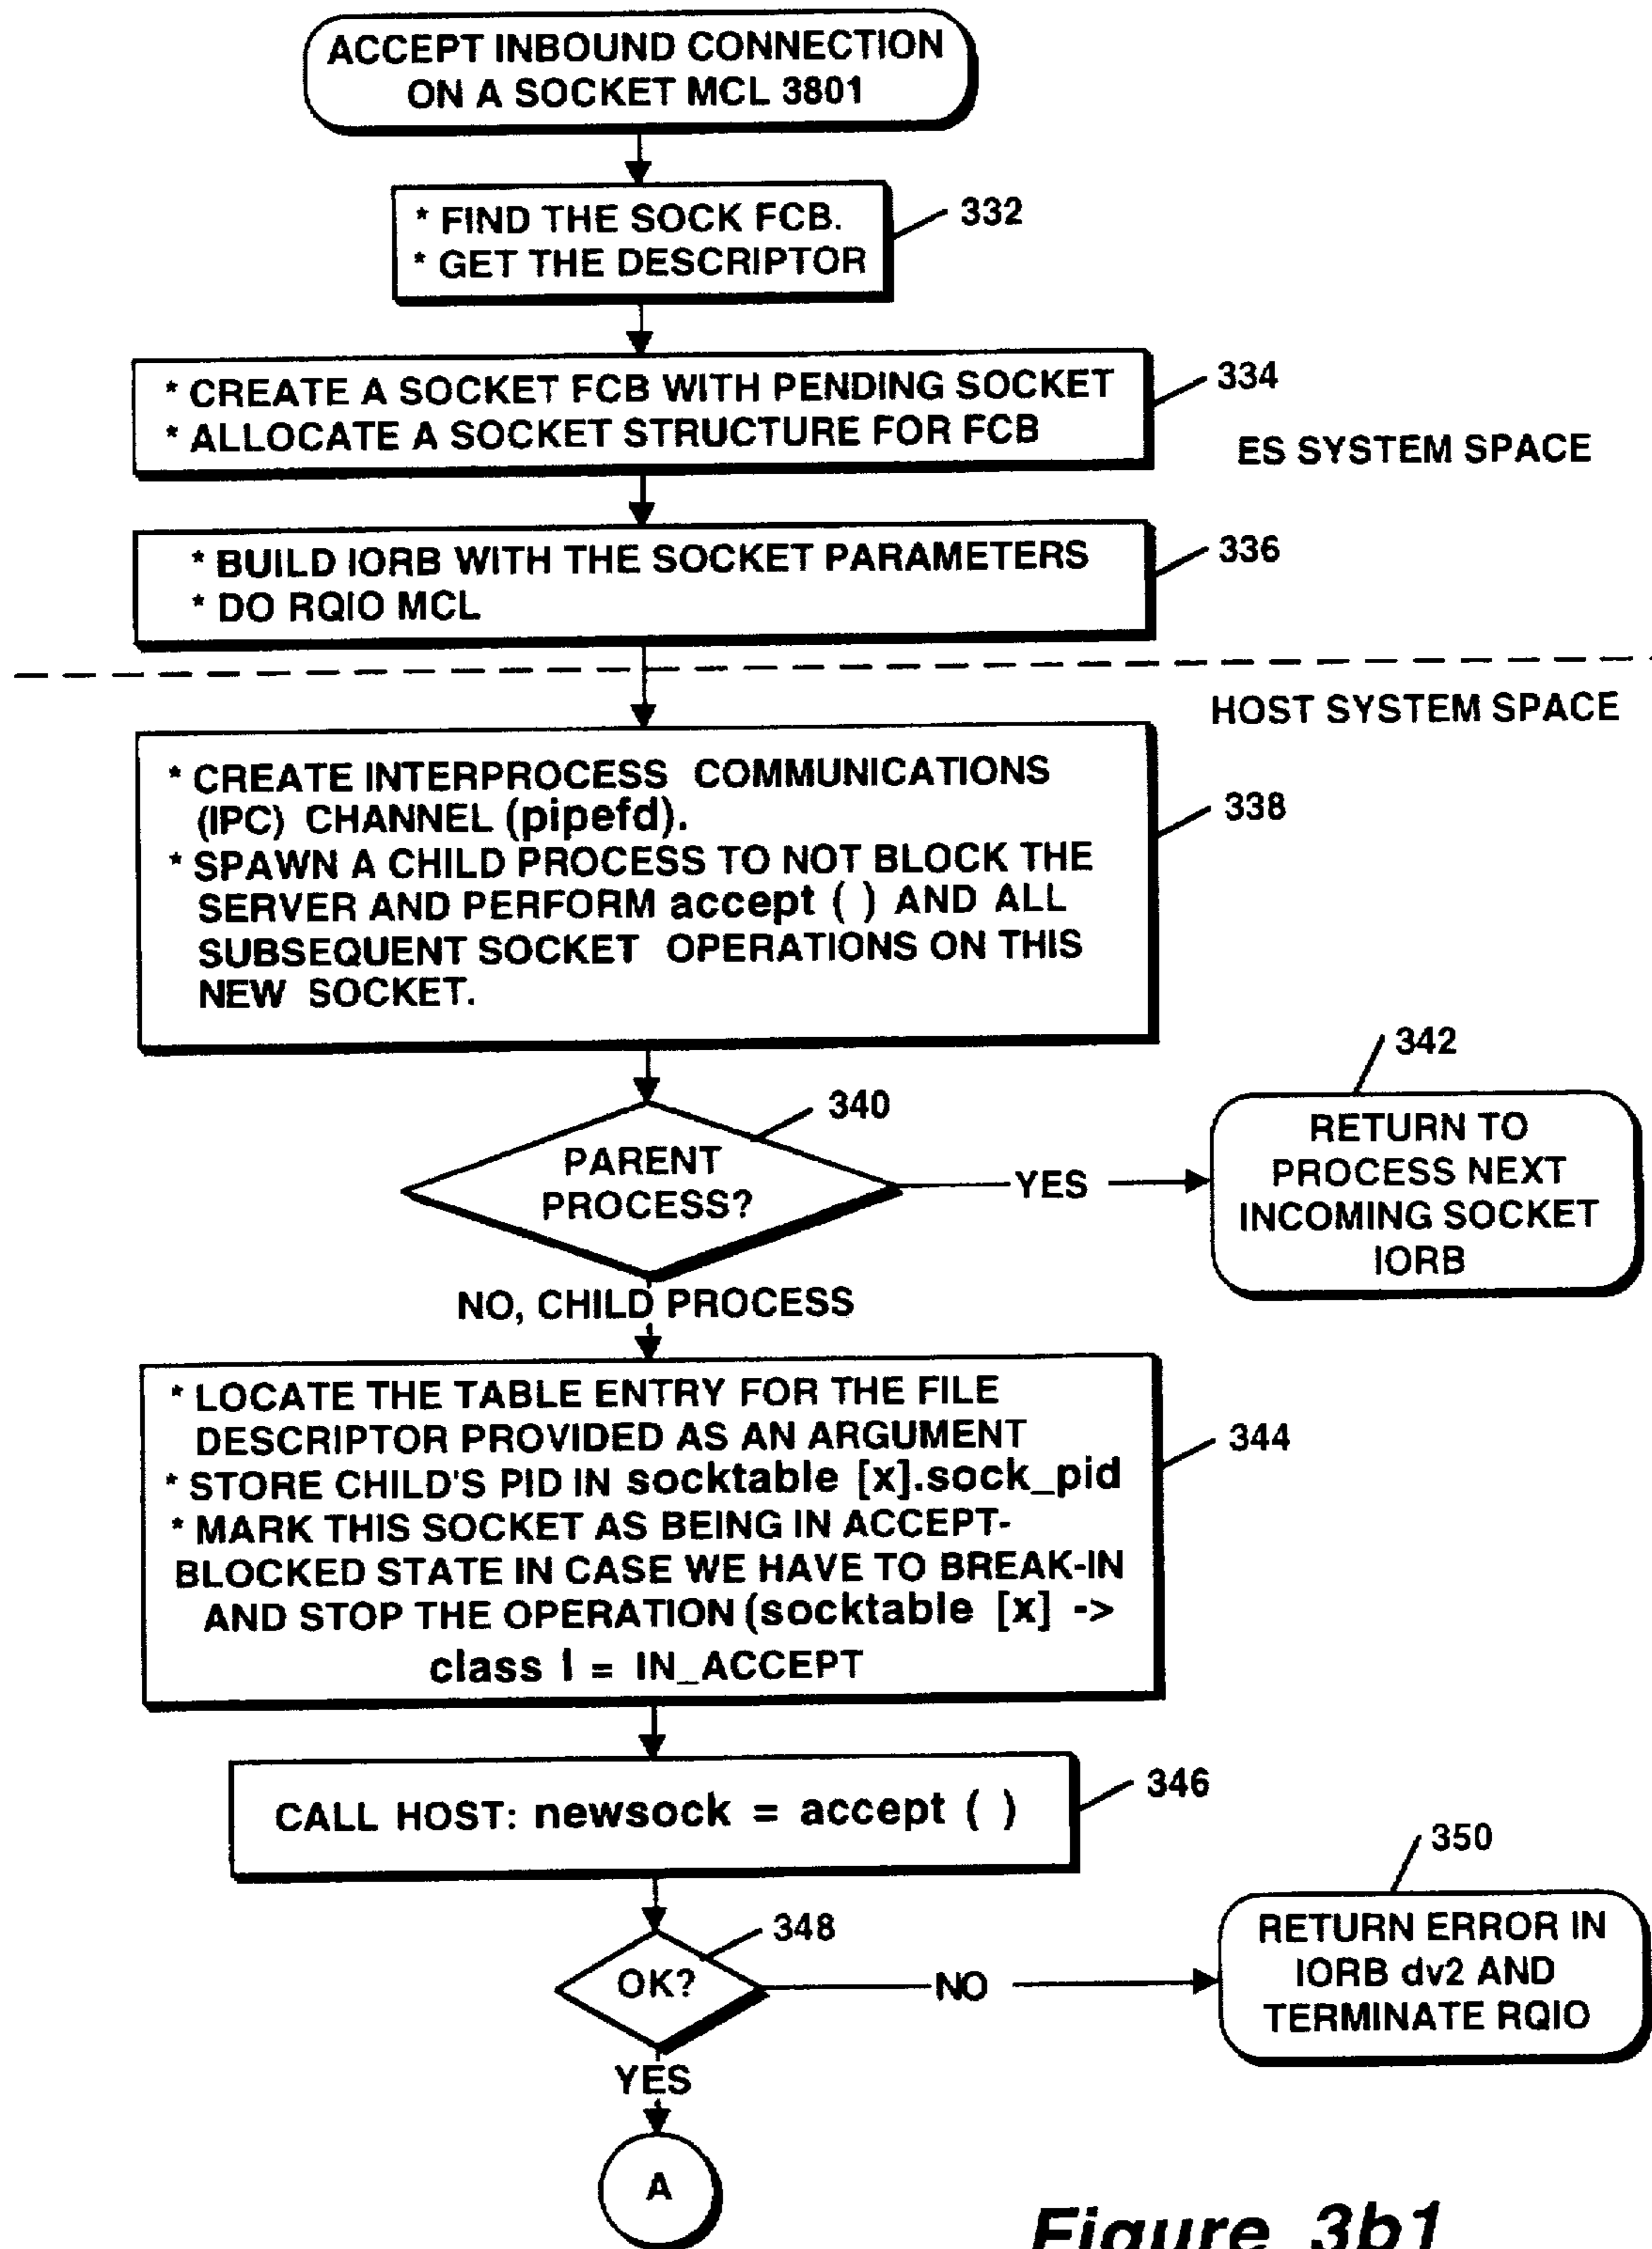 ACCEPT INBOUND CONNECTION
ON A SOCKET MCL 3801
* FIND THE SOCK FCB.
* GET THE DESCRIPTOR
332
* CREATE A SOCKET FCB WITH PENDING SOCKET
* ALLOCATE A SOCKET STRUCTURE FOR FCB
334
ES SYSTEM SPACE
* BUILD IORB WITH THE SOCKET PARAMETERS
* DO RQIO MCL
336
HOST SYSTEM SPACE
* CREATE INTERPROCESS COMMUNICATIONS
(IPC) CHANNEL (pipefd).
* SPAWN A CHILD PROCESS TO NOT BLOCK THE
SERVER AND PERFORM accept ( ) AND ALL
SUBSEQUENT SOCKET OPERATIONS ON THIS
NEW SOCKET.
338
340
PARENT
PROCESS?
YES
342
RETURN TO
PROCESS NEXT
INCOMING SOCKET
IORB
NO, CHILD PROCESS
* LOCATE THE TABLE ENTRY FOR THE FILE
DESCRIPTOR PROVIDED AS AN ARGUMENT
* STORE CHILD'S PID IN socktable [x].sock_pid
* MARK THIS SOCKET AS BEING IN ACCEPT-
BLOCKED STATE IN CASE WE HAVE TO BREAK-IN
AND STOP THE OPERATION (socktable [x] ->
class l = IN_ACCEPT
344
CALL HOST: newsock = accept ( )
346
348
OK?
NO
350
RETURN ERROR IN
IORB dv2 AND
TERMINATE RQIO
YES
A
Figure 3b1